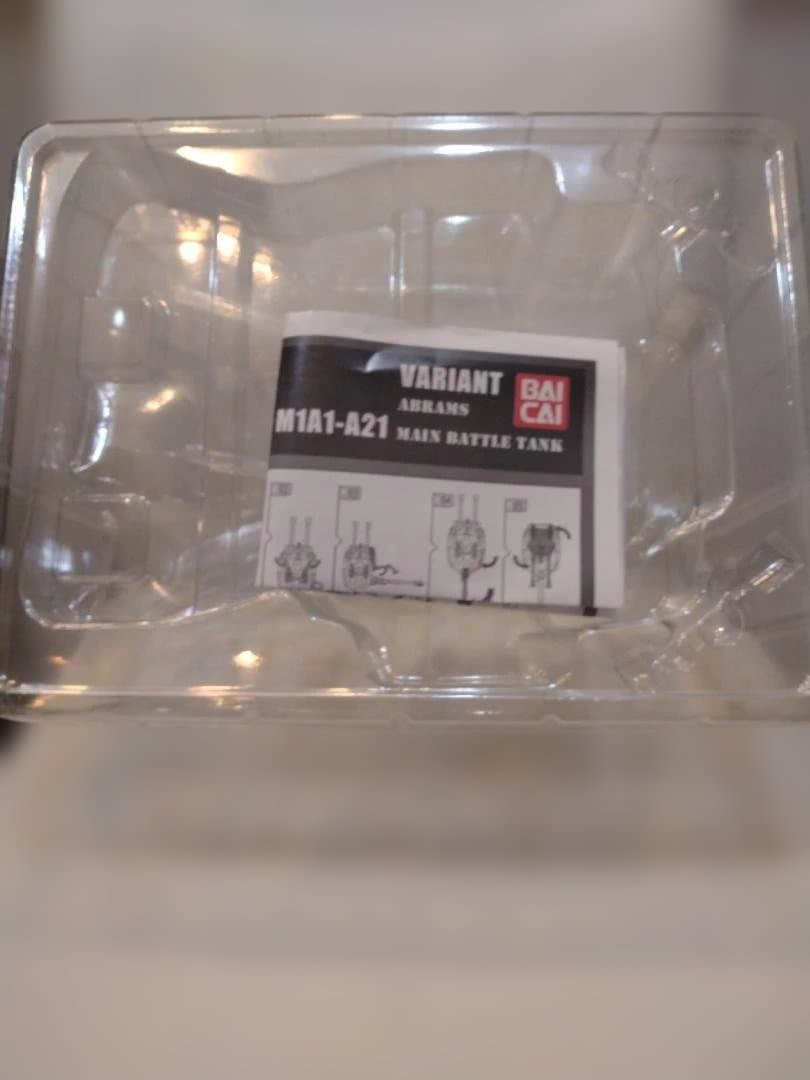 VARIANT
BAI
CAI
ABRAMS
M1A1-A21 MAIN BATTLE TANK